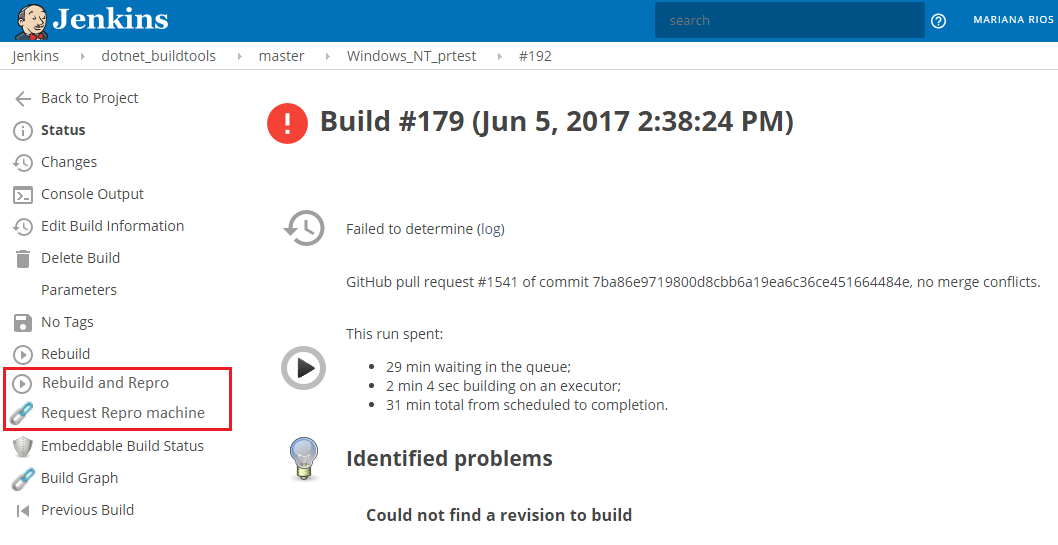 Jenkins
search
MARIANA RIOS
Jenkins dotnet_buildtools master Windows_NT_prtest #192
Back to Project
Status
Changes
Console Output
Edit Build Information
Delete Build
Parameters
No Tags
Rebuild
Rebuild and Repro
Request Repro machine
Embeddable Build Status
Build Graph
Previous Build
Build #179 (Jun 5, 2017 2:38:24 PM)
Failed to determine (log)
GitHub pull request #1541 of commit 7ba86e9719800d8cbb6a19ea6c36ce451664484e, no merge conflicts.
This run spent:
• 29 min waiting in the queue;
• 2 min 4 sec building on an executor;
• 31 min total from scheduled to completion.
Identified problems
Could not find a revision to build